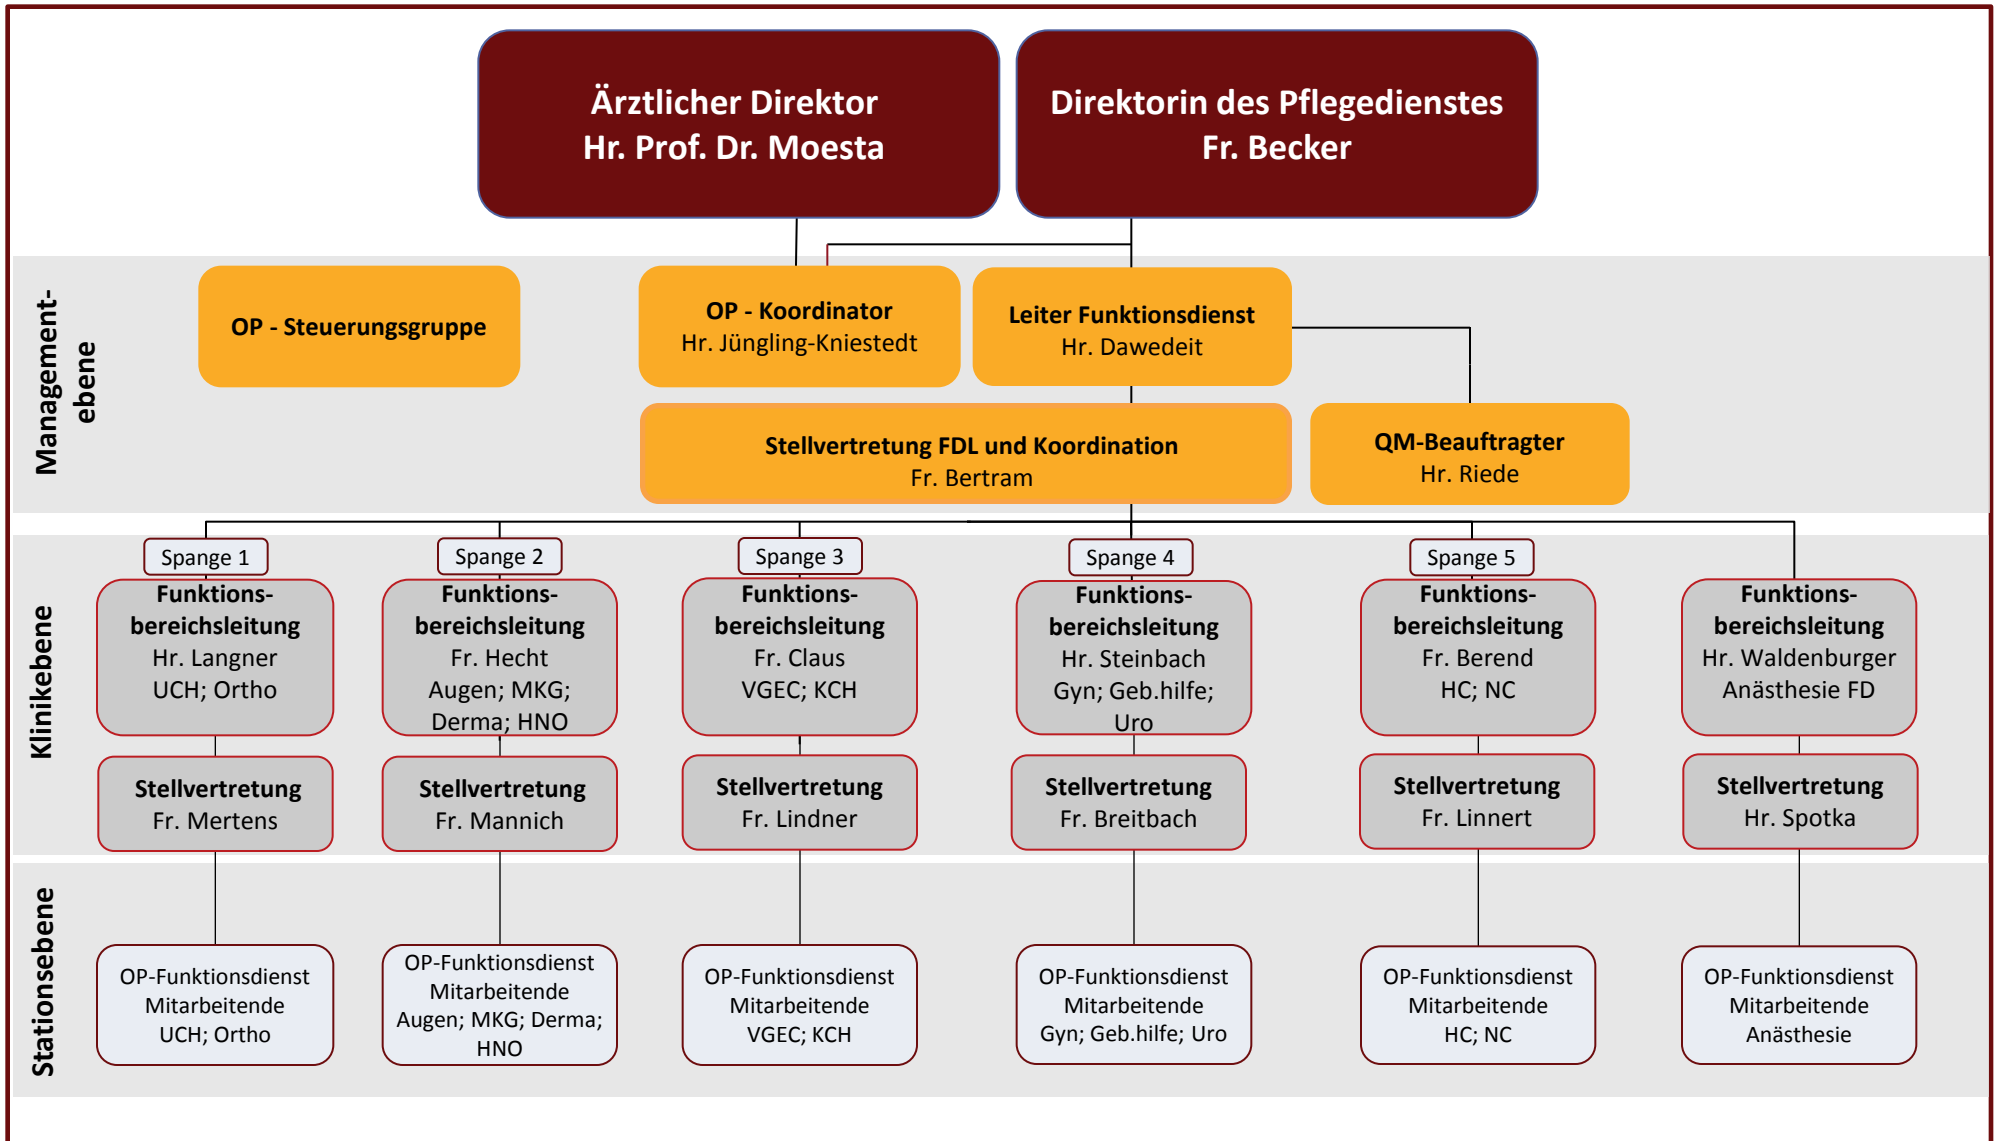 Ärztlicher Direktor
Hr. Prof. Dr. Moesta
Direktorin des Pflegedienstes
Fr. Becker
Management-
ebene
OP - Steuerungsgruppe
OP - Koordinator
Hr. Jüngling-Kniestedt
Leiter Funktionsdienst
Hr. Dawedeit
Stellvertretung FDL und Koordination
Fr. Bertram
QM-Beauftragter
Hr. Riede
Klinikebene
Spange 1
Funktions-
bereichsleitung
Hr. Langner
UCH; Ortho
Spange 2
Funktions-
bereichsleitung
Fr. Hecht
Augen; MKG;
Derma; HNO
Spange 3
Funktions-
bereichsleitung
Fr. Claus
VGEC; KCH
Spange 4
Funktions-
bereichsleitung
Hr. Steinbach
Gyn; Geb.hilfe;
Uro
Spange 5
Funktions-
bereichsleitung
Fr. Berend
HC; NC
Funktions-
bereichsleitung
Hr. Waldenburger
Anästhesie FD
Stellvertretung
Fr. Mertens
Stellvertretung
Fr. Mannich
Stellvertretung
Fr. Lindner
Stellvertretung
Fr. Breitbach
Stellvertretung
Fr. Linnert
Stellvertretung
Hr. Spotka
Stationsebene
OP-Funktionsdienst
Mitarbeitende
UCH; Ortho
OP-Funktionsdienst
Mitarbeitende
Augen; MKG; Derma;
HNO
OP-Funktionsdienst
Mitarbeitende
VGEC; KCH
OP-Funktionsdienst
Mitarbeitende
Gyn; Geb.hilfe; Uro
OP-Funktionsdienst
Mitarbeitende
HC; NC
OP-Funktionsdienst
Mitarbeitende
Anästhesie